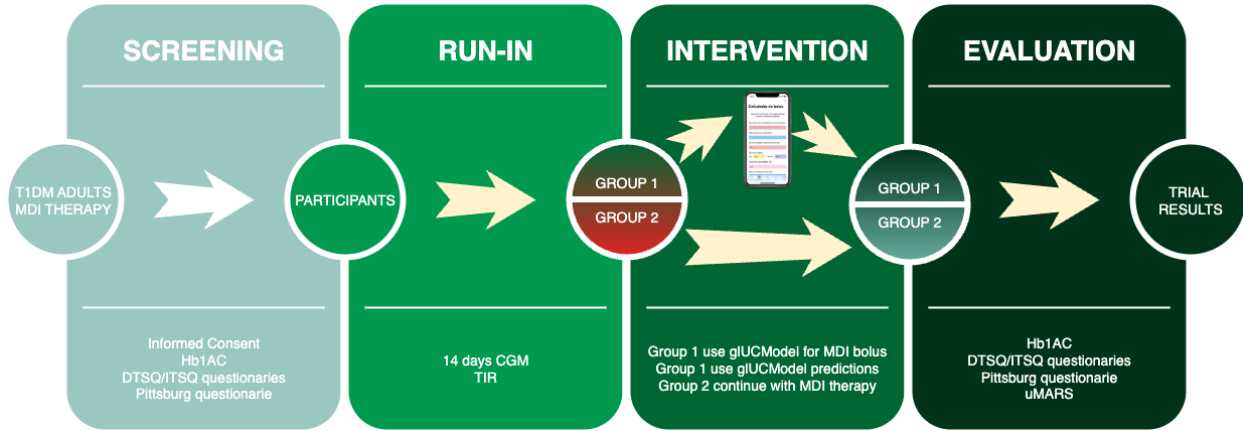 SCREENING
RUN-IN
INTERVENTION
EVALUATION
Calculador de bolus
T1DM ADULTS
MDI THERAPY
PARTICIPANTS
GROUP 1
GROUP 2
GROUP 1
GROUP 2
TRIAL
RESULTS
Informed Consent
Hb1AC
DTSQ/ITSQ questionaries
Pittsburg questionarie
14 days CGM
TIR
Group 1 use glUCModel for MDI bolus
Group 1 use glUCModel predictions
Group 2 continue with MDI therapy
Hb1AC
DTSQ/ITSQ questionaries
Pittsburg questionarie
uMARS